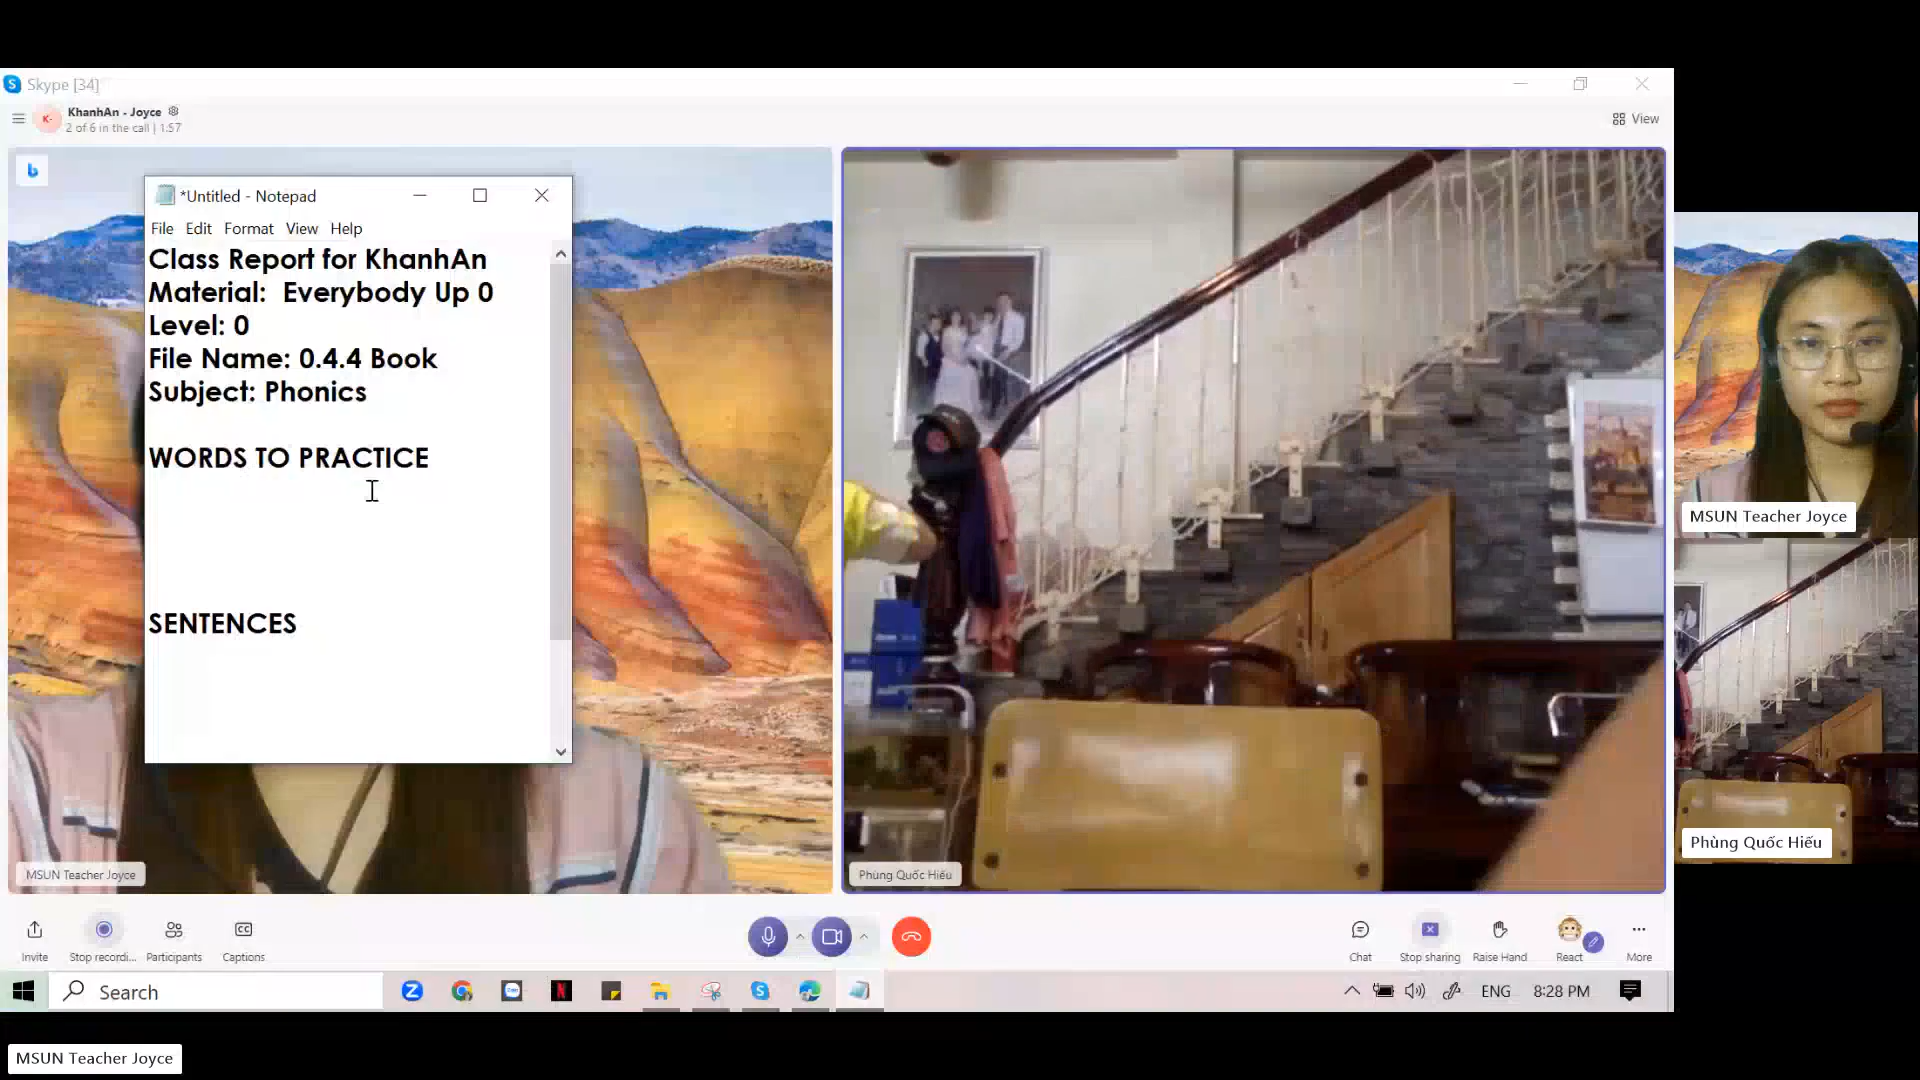 Skype [34]
KhanhAn - Joyce
2 of 6 in the call | 1:57
View
*Untitled - Notepad
File Edit Format View Help
Class Report for KhanhAn
Material:  Everybody Up 0
Level: 0
File Name: 0.4.4 Book
Subject: Phonics
WORDS TO PRACTICE
SENTENCES
MSUN Teacher Joyce
Phùng Quốc Hiếu
MSUN Teacher Joyce
Phùng Quốc Hiếu
Invite
Stop recordi...
Participants
Captions
Chat
Stop sharing
Raise Hand
React
More
Search
ENG
8:28 PM
MSUN Teacher Joyce